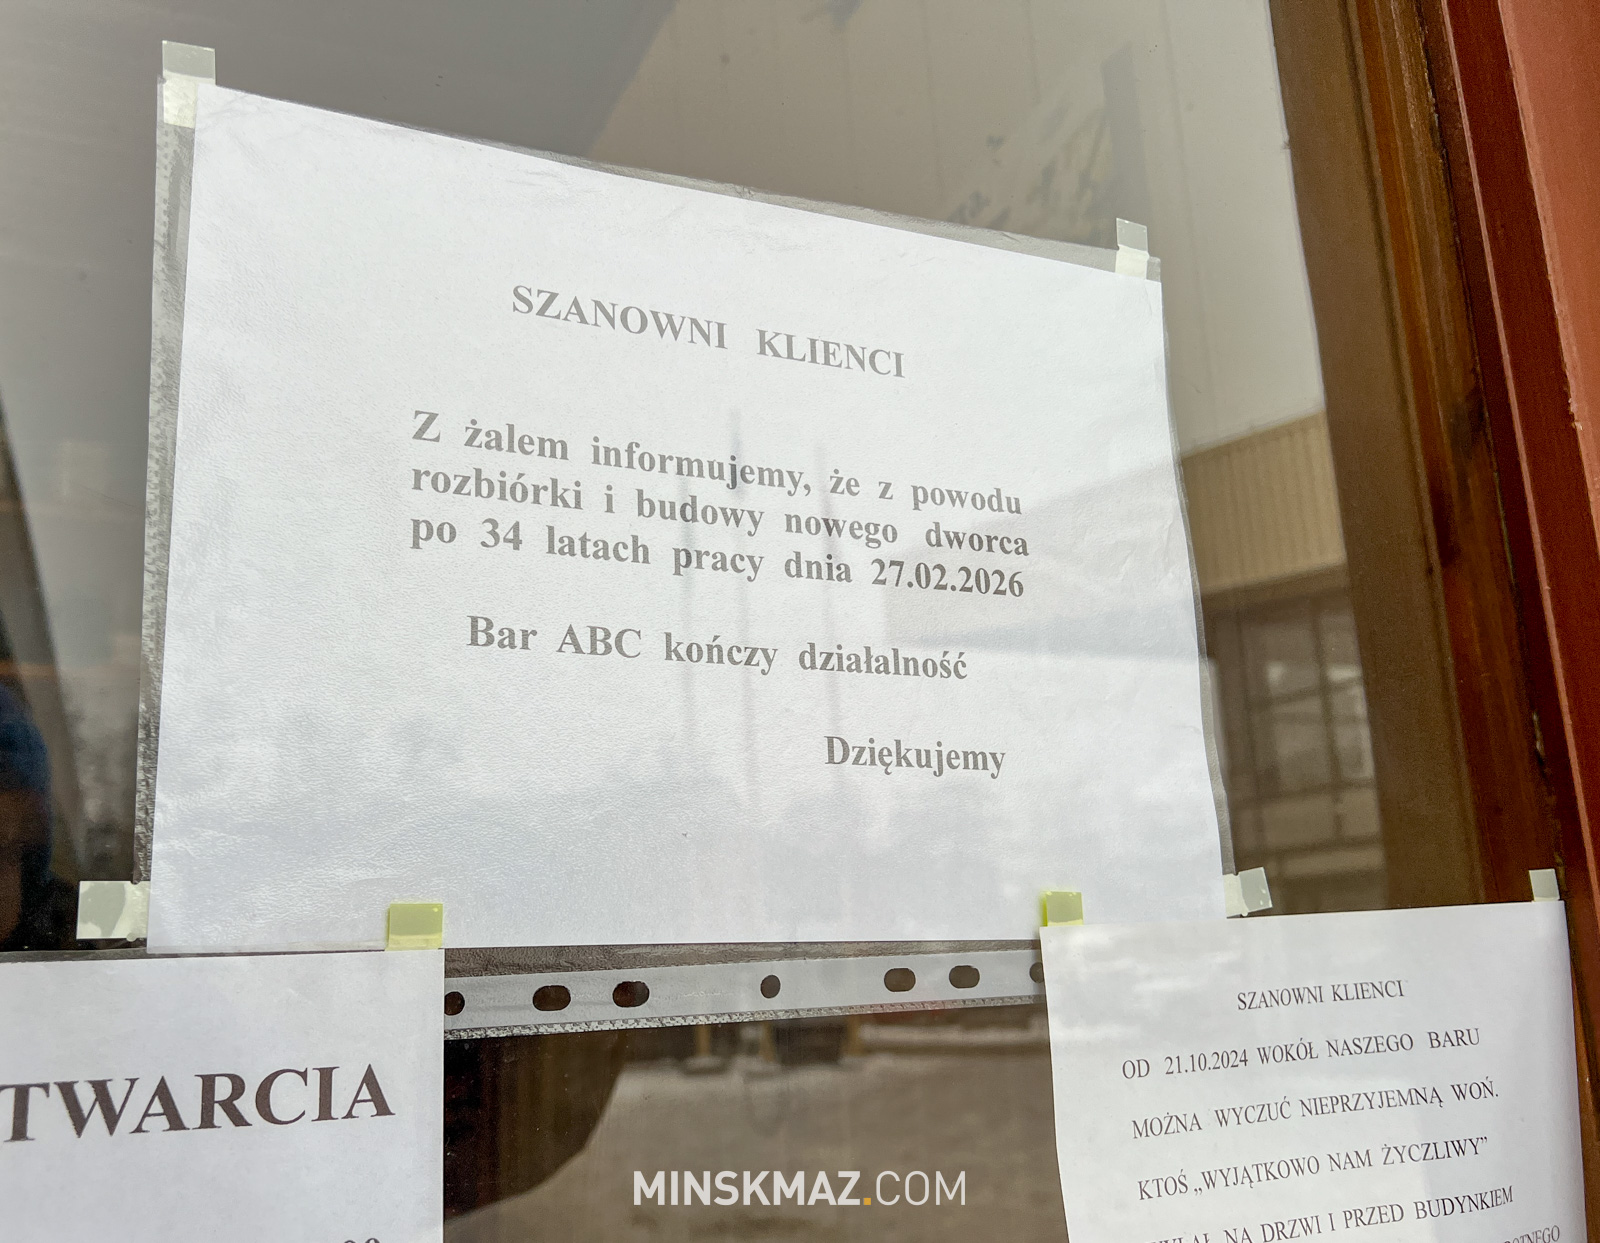 SZANOWNI KLIENCI
Z żalem informujemy, że z powodu
rozbiórki i budowy nowego dworca
po 34 latach pracy dnia 27.02.2026
Bar ABC kończy działalność
Dziękujemy
TWARCIA
SZANOWNI KLIENCI
OD 21.10.2024 WOKÓŁ NASZEGO BARU
MOŻNA WYCZUĆ NIEPRZYJEMNĄ WOŃ.
KTOŚ „WYJĄTKOWO NAM ŻYCZLIWY”
NA DRZWI I PRZED BUDYNKIEM
MINSKMAZ.COM